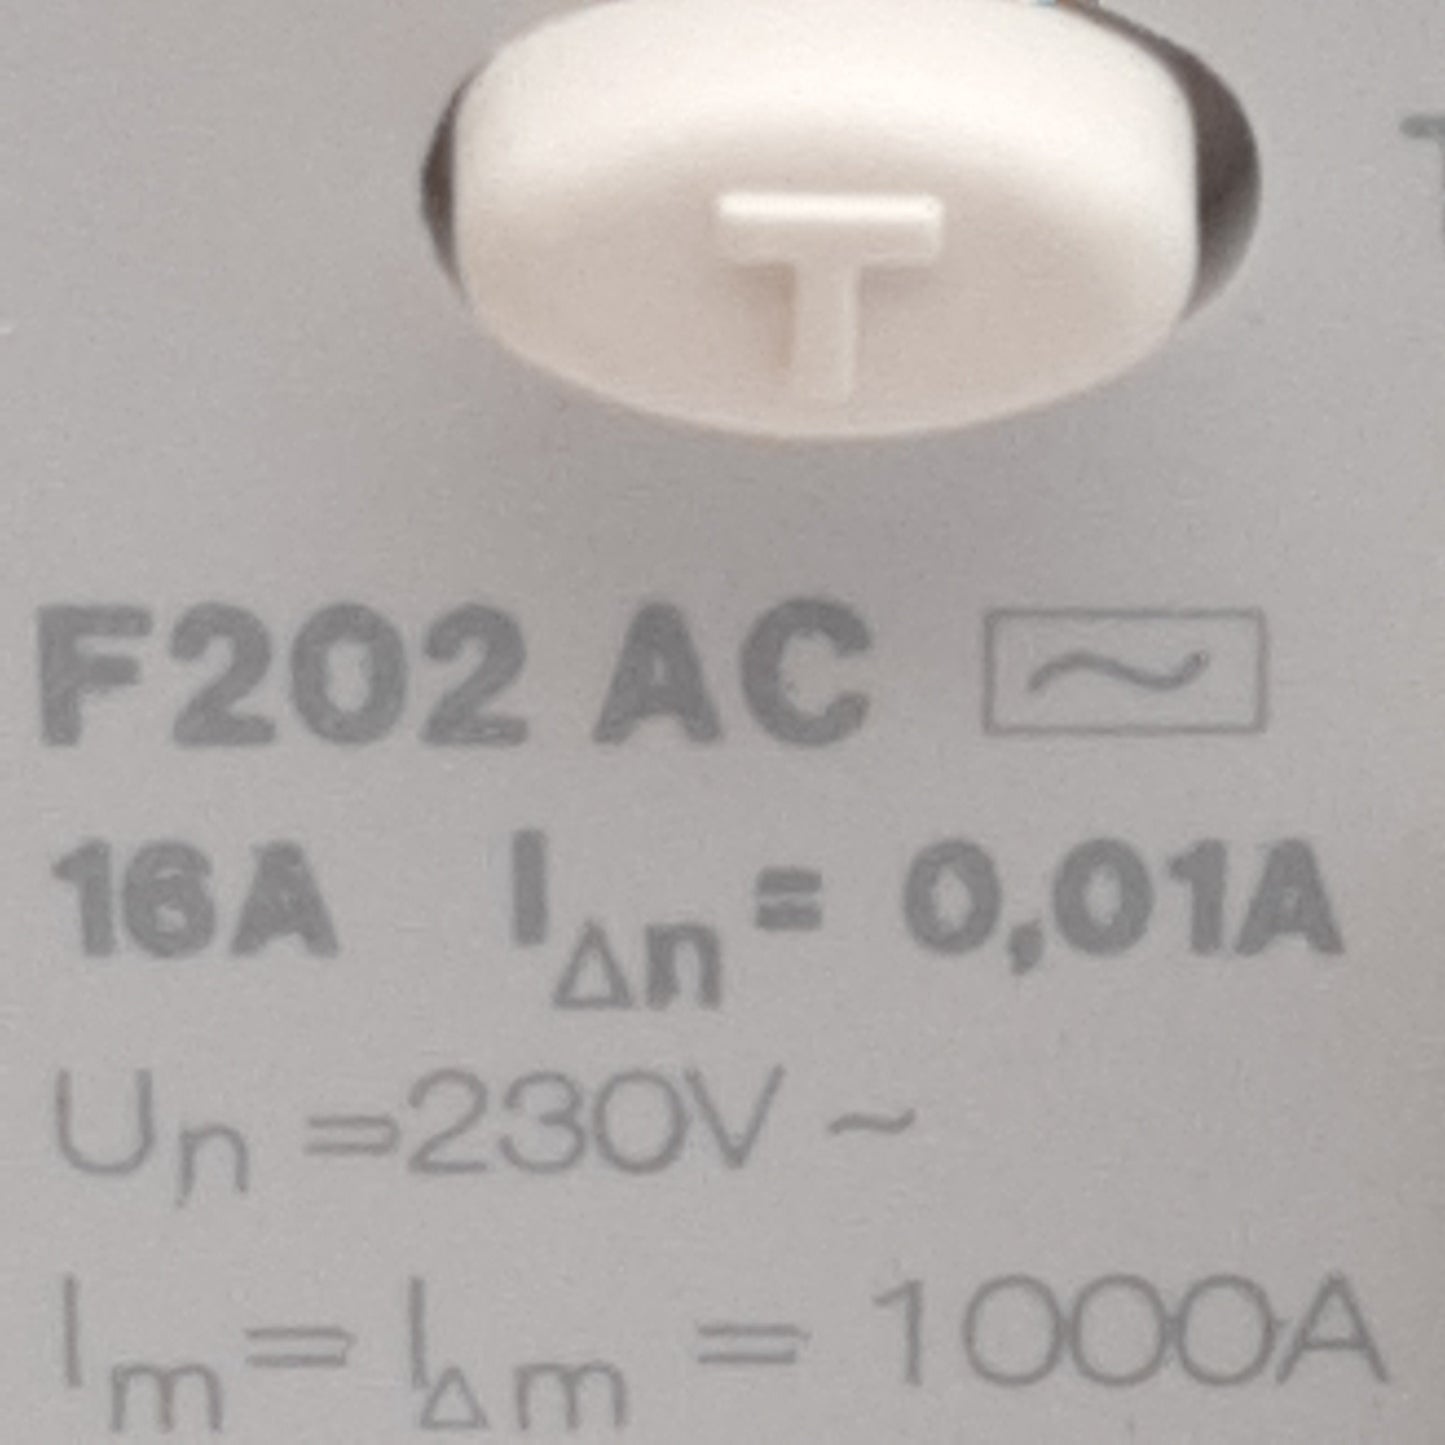 T
F202 AC ~
16A IΔn = 0,01A
Un =230V ~
Im = IΔm = 1000A